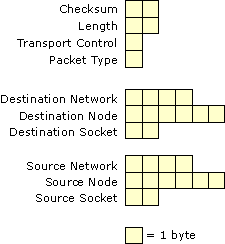 Checksum
Length
Transport Control
Packet Type
Destination Network
Destination Node
Destination Socket
Source Network
Source Node
Source Socket
= 1 byte